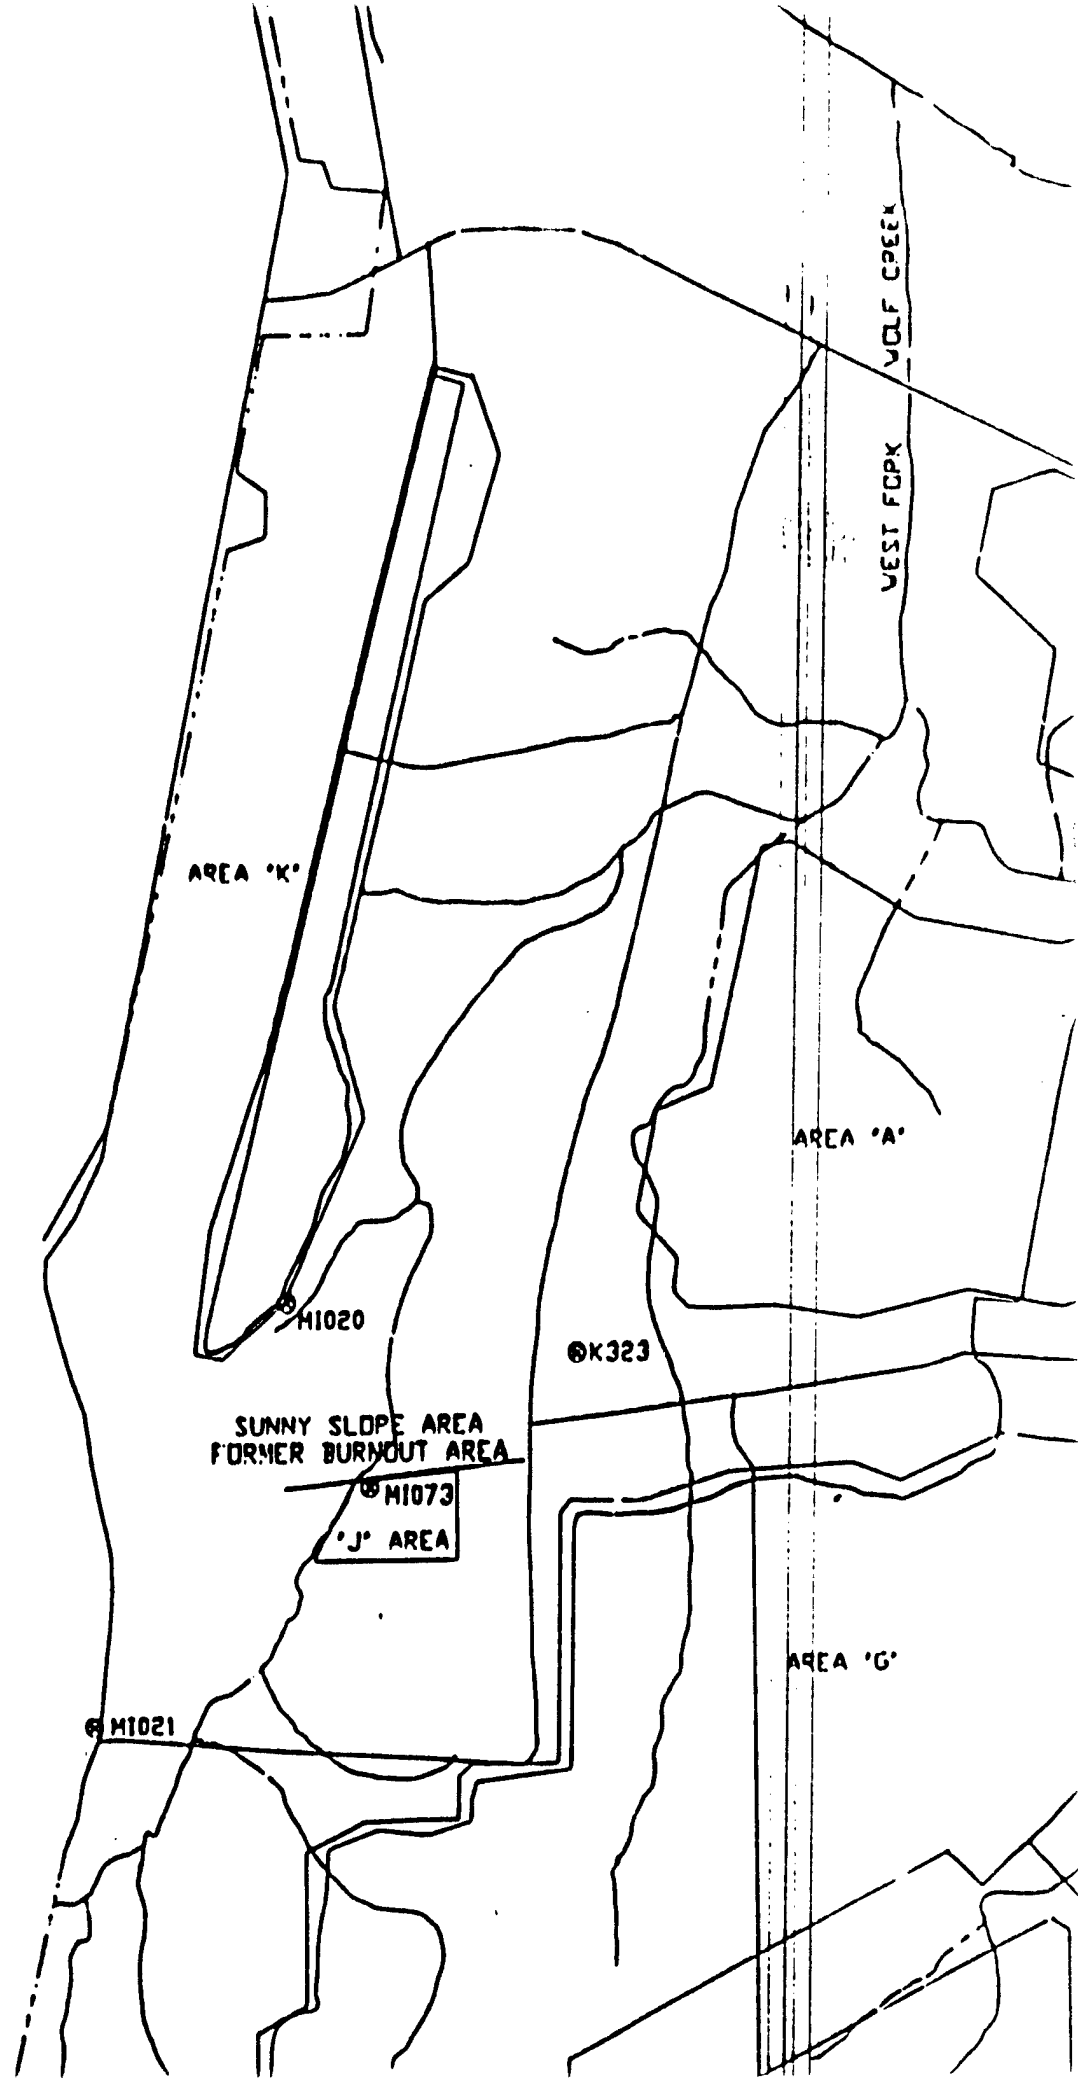 WEST FORK WOLF CREEK
AREA "K"
AREA "A"
M1020
K323
SUNNY SLOPE AREA
FORMER BURNOUT AREA
M1073
"J" AREA
AREA "G"
M1021